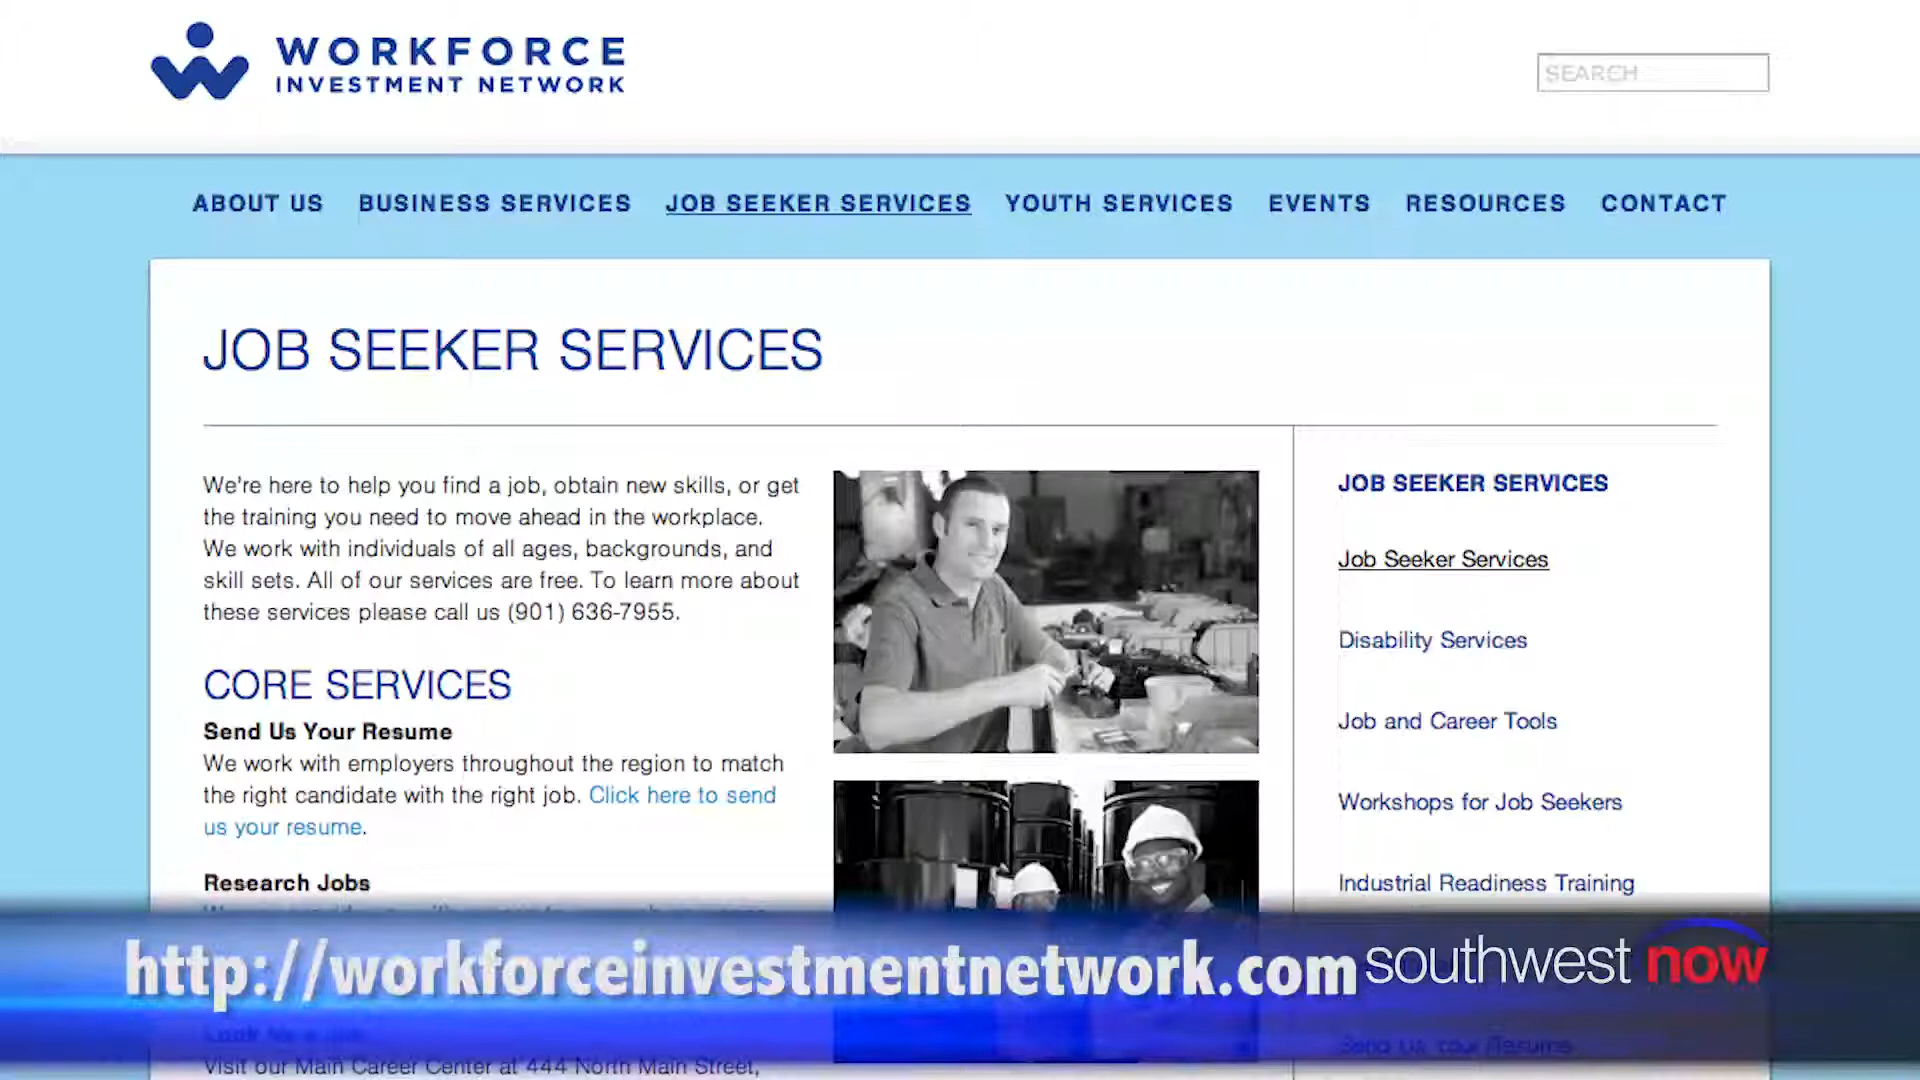 WORKFORCE
INVESTMENT NETWORK
SEARCH
ABOUT US BUSINESS SERVICES JOB SEEKER SERVICES YOUTH SERVICES EVENTS RESOURCES CONTACT
JOB SEEKER SERVICES
We're here to help you find a job, obtain new skills, or get
the training you need to move ahead in the workplace.
We work with individuals of all ages, backgrounds, and
skill sets. All of our services are free. To learn more about
these services please call us (901) 636-7955.
CORE SERVICES
Send Us Your Resume
We work with employers throughout the region to match
the right candidate with the right job. Click here to send
us your resume.
Research Jobs
Visit our Main Career Center at 444 North Main Street,
JOB SEEKER SERVICES
Job Seeker Services
Disability Services
Job and Career Tools
Workshops for Job Seekers
Industrial Readiness Training
Send Us Your Resume
http://workforceinvestmentnetwork.com
southwest now